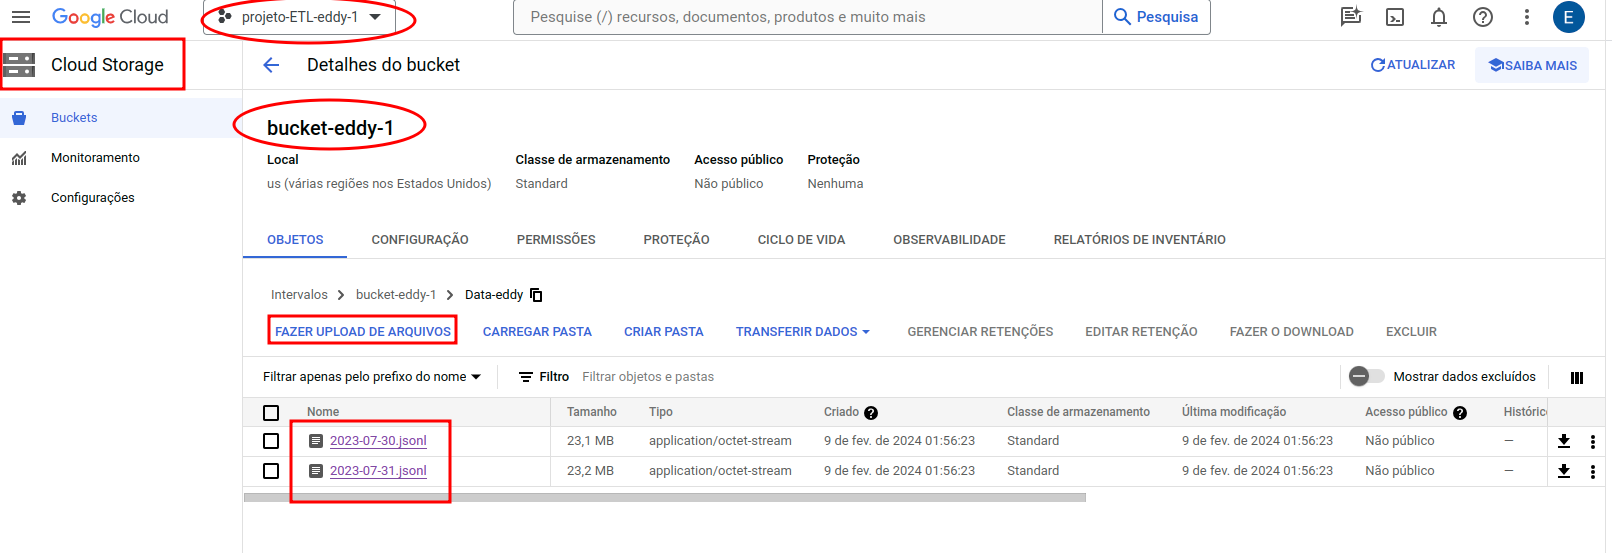 Google Cloud
projeto-ETL-eddy-1
Pesquise (/) recursos, documentos, produtos e muito mais
Pesquisa
E
Cloud Storage
Detalhes do bucket
ATUALIZAR
SAIBA MAIS
Buckets
Monitoramento
Configurações
bucket-eddy-1
Local Classe de armazenamento Acesso público Proteção
us (várias regiões nos Estados Unidos) Standard Não público Nenhuma
OBJETOS CONFIGURAÇÃO PERMISSÕES PROTEÇÃO CICLO DE VIDA OBSERVABILIDADE RELATÓRIOS DE INVENTÁRIO
Intervalos > bucket-eddy-1 > Data-eddy
FAZER UPLOAD DE ARQUIVOS CARREGAR PASTA CRIAR PASTA TRANSFERIR DADOS GERENCIAR RETENÇÕES EDITAR RETENÇÃO FAZER O DOWNLOAD EXCLUIR
Filtrar apenas pelo prefixo do nome Filtro Filtrar objetos e pastas Mostrar dados excluídos
Nome Tamanho Tipo Criado Classe de armazenamento Última modificação Acesso público Históric
2023-07-30.jsonl 23,1 MB application/octet-stream 9 de fev. de 2024 01:56:23 Standard 9 de fev. de 2024 01:56:23 Não público —
2023-07-31.jsonl 23,2 MB application/octet-stream 9 de fev. de 2024 01:56:23 Standard 9 de fev. de 2024 01:56:23 Não público —